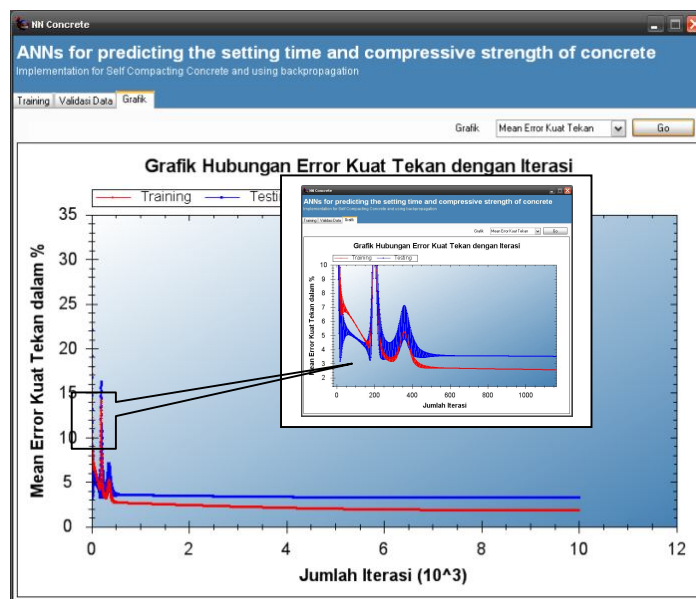 NN Concrete
ANNs for predicting the setting time and compressive strength of concrete
Implementation for Self Compacting Concrete and using backpropagation
Training Validasi Data Grafik
Grafik Mean Error Kuat Tekan Go
Grafik Hubungan Error Kuat Tekan dengan Iterasi
Training Testi
35
30
25
20
15
10
5
0
Mean Error Kuat Tekan dalam %
0 2 4 6 8 10 12
Jumlah Iterasi (10^3)
NN Concrete
ANNs for predicting the setting time and compressive strength of concrete
Implementation for Self Compacting Concrete and using backpropagation
Training Validasi Data Grafik
Grafik Mean Error Kuat Tekan Go
Grafik Hubungan Error Kuat Tekan dengan Iterasi
Training Testing
10
9
8
7
6
5
4
3
2
Mean Error Kuat Tekan dalam %
0 200 400 600 800 1000
Jumlah Iterasi